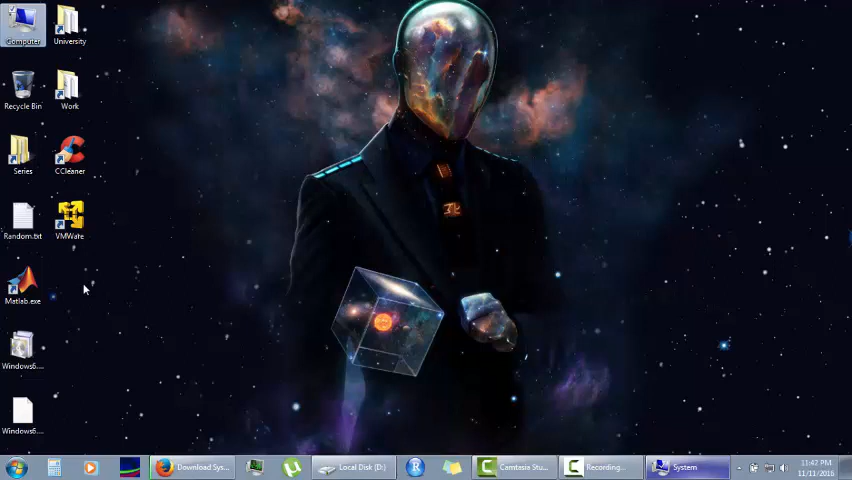 Computer
University
Recycle Bin
Work
Series
CCleaner
Random.txt
VMWare
Matlab.exe
Windows6....
Windows6....
Download Sys...
Local Disk (D:)
Camtasia Stu...
Recording...
System
11:42 PM
11/11/2016